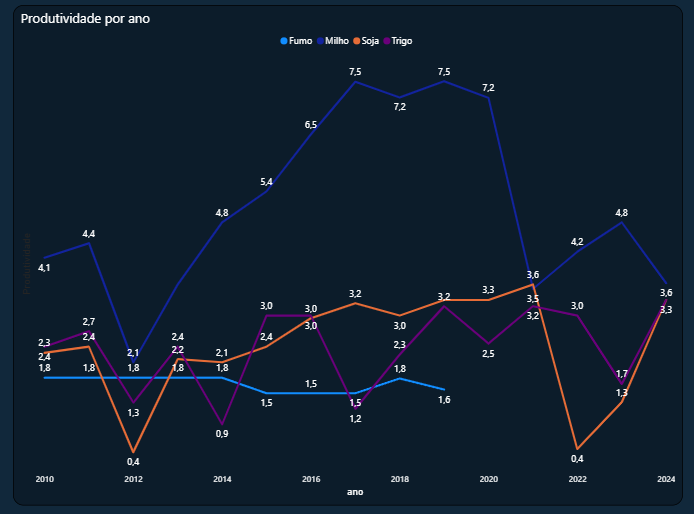 Produtividade por ano
Fumo Milho Soja Trigo
7,5 7,5
7,2 7,2
6,5
5,4
4,8 4,8
4,4
4,1 4,2
3,6 3,6
3,5
3,2 3,2 3,3 3,2 3,3
3,0 3,0 3,0 3,0 3,0
2,7
2,3 2,4 2,4 2,4 2,3 2,5
2,4 2,1 2,2 2,1
1,8 1,8 1,8 1,8 1,8 1,8 1,7
1,5 1,5 1,5 1,6
1,3 1,2 1,3
0,9
0,4 0,4
Produtividade
2010 2012 2014 2016 2018 2020 2022 2024
ano